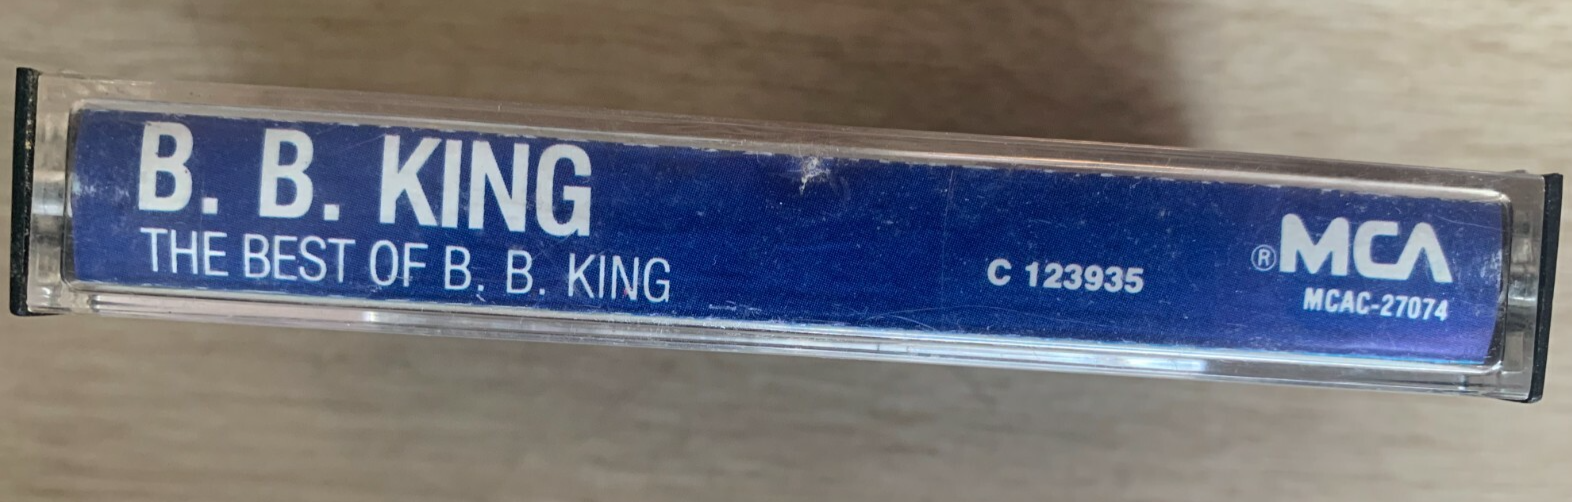 B. B. KING
THE BEST OF B. B. KING
C 123935
®MCA
MCAC-27074